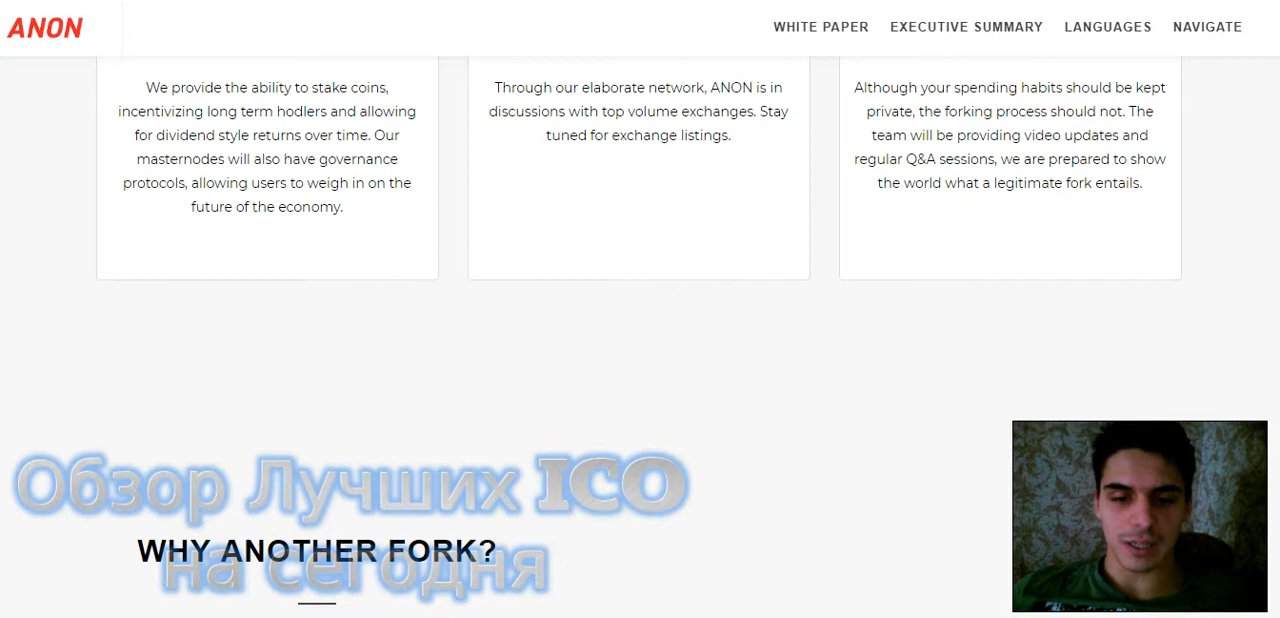 ANON
WHITE PAPER
EXECUTIVE SUMMARY
LANGUAGES
NAVIGATE
We provide the ability to stake coins,
incentivizing long term hodlers and allowing
for dividend style returns over time. Our
masternodes will also have governance
protocols, allowing users to weigh in on the
future of the economy.
Through our elaborate network, ANON is in
discussions with top volume exchanges. Stay
tuned for exchange listings.
Although your spending habits should be kept
private, the forking process should not. The
team will be providing video updates and
regular Q&A sessions, we are prepared to show
the world what a legitimate fork entails.
Обзор Лучших ICO
на сегодня
WHY ANOTHER FORK?